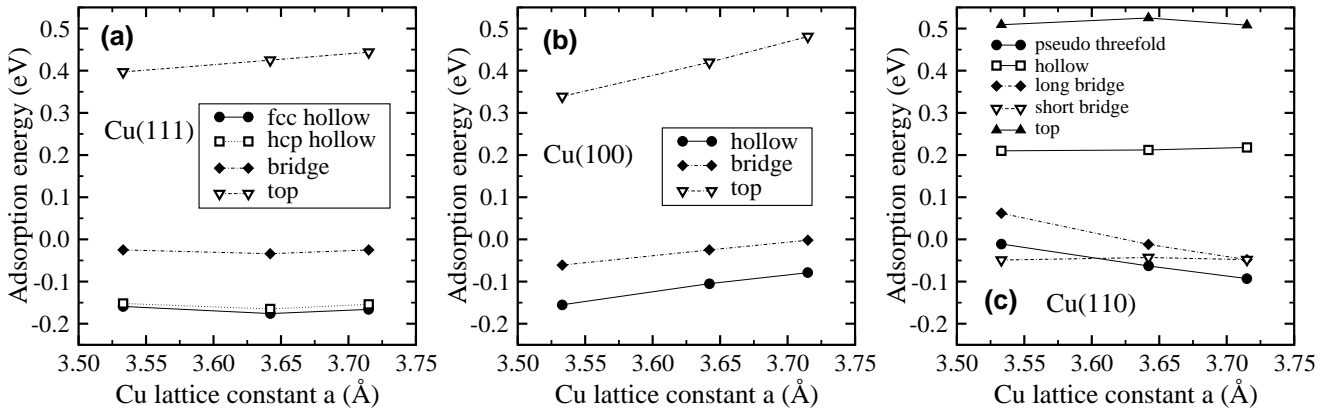 (a)
Adsorption energy (eV)
0.5
0.4
0.3
0.2
0.1
0.0
-0.1
-0.2
Cu(111)
fcc hollow
hcp hollow
bridge
top
3.50 3.55 3.60 3.65 3.70 3.75
Cu lattice constant a (Å)
(b)
Adsorption energy (eV)
0.5
0.4
0.3
0.2
0.1
0.0
-0.1
-0.2
Cu(100)
hollow
bridge
top
3.50 3.55 3.60 3.65 3.70 3.75
Cu lattice constant a (Å)
Adsorption energy (eV)
0.5
0.4
0.3
0.2
0.1
0.0
-0.1
-0.2
pseudo threefold
hollow
long bridge
short bridge
top
(c)
Cu(110)
3.50 3.55 3.60 3.65 3.70 3.75
Cu lattice constant a (Å)